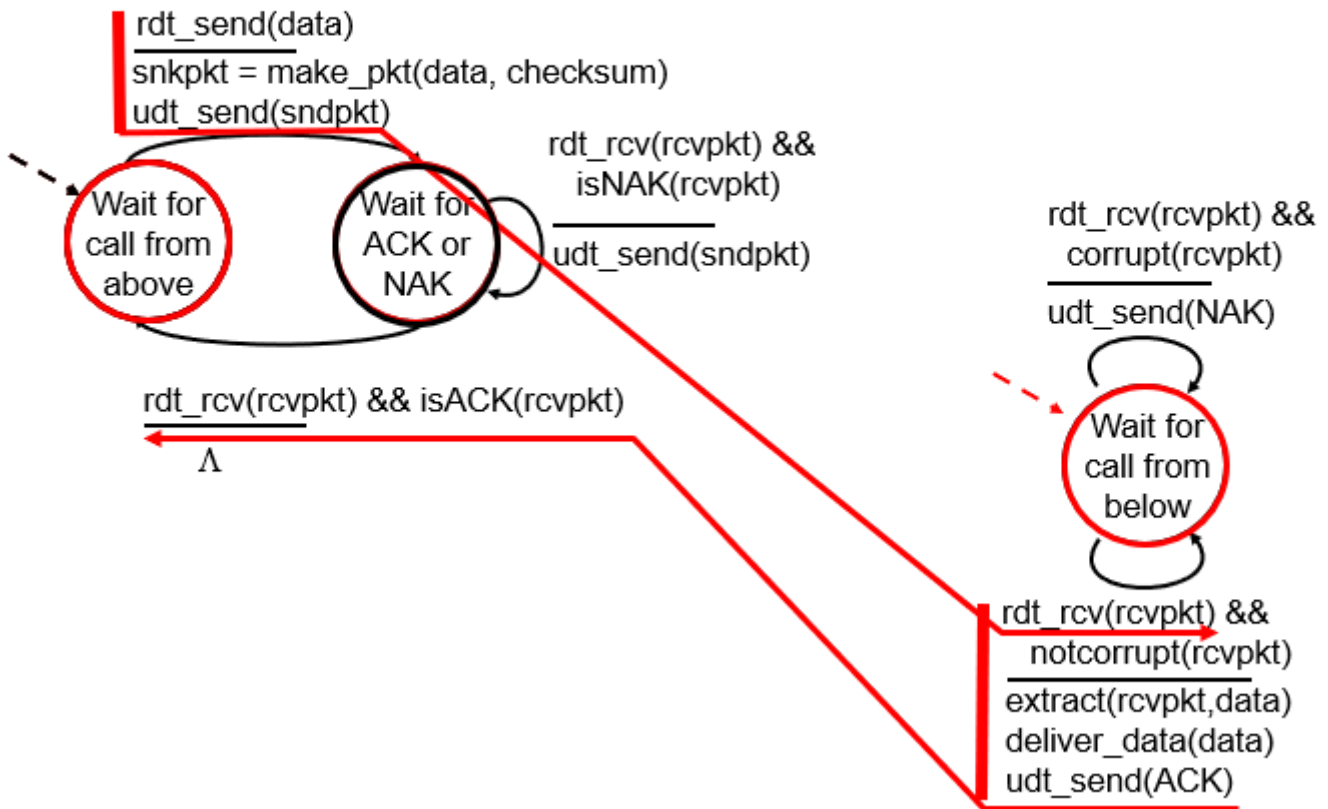 rdt_send(data)
snkpkt = make_pkt(data, checksum)
udt_send(sndpkt)
Wait for
call from
above
Wait for
ACK or
NAK
rdt_rcv(rcvpkt) &&
isNAK(rcvpkt)
udt_send(sndpkt)
rdt_rcv(rcvpkt) && isACK(rcvpkt)
Λ
rdt_rcv(rcvpkt) &&
corrupt(rcvpkt)
udt_send(NAK)
Wait for
call from
below
rdt_rcv(rcvpkt) &&
notcorrupt(rcvpkt)
extract(rcvpkt,data)
deliver_data(data)
udt_send(ACK)